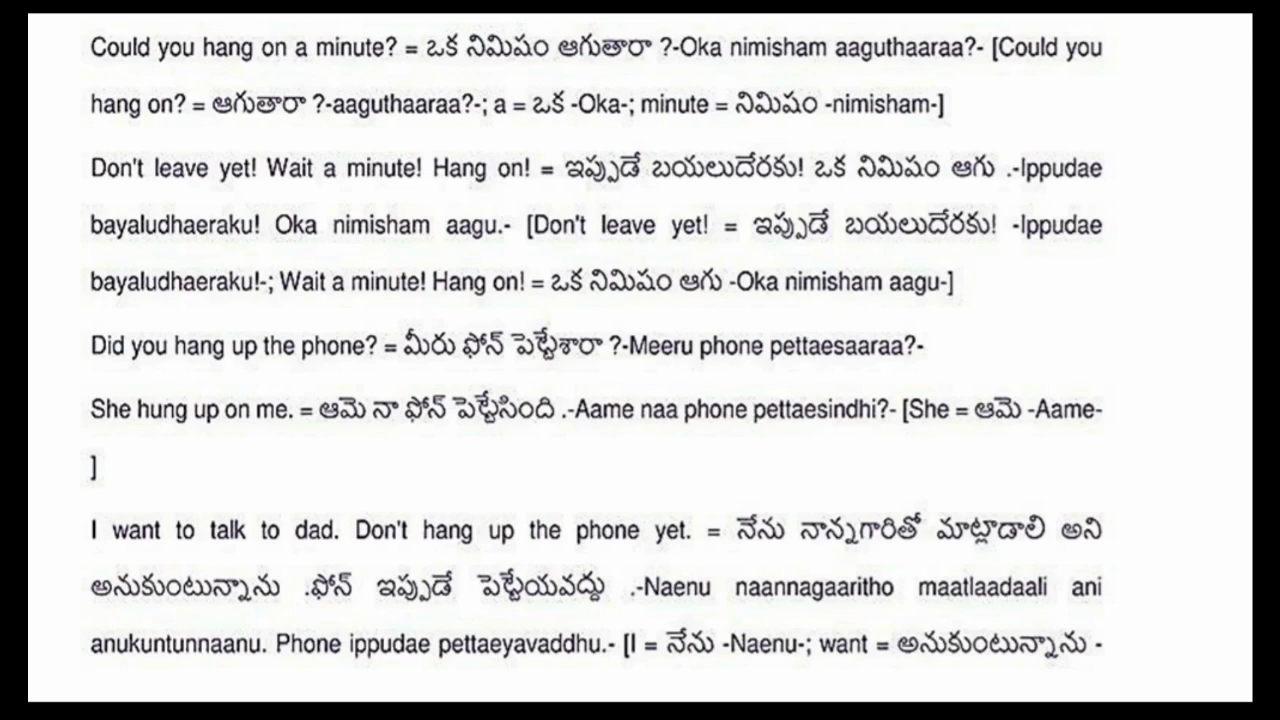 Could you hang on a minute? = ఒక నిమిషం ఆగుతారా ?-Oka nimisham aaguthaaraa?- [Could you
hang on? = ఆగుతారా ?-aaguthaaraa?-; a = ఒక -Oka-; minute = నిమిషం -nimisham-]
Don't leave yet! Wait a minute! Hang on! = ఇప్పుడే బయలుదేరకు! ఒక నిమిషం ఆగు .-Ippudae
bayaludhaeraku! Oka nimisham aagu.- [Don't leave yet! = ఇప్పుడే బయలుదేరకు! -Ippudae
bayaludhaeraku!-; Wait a minute! Hang on! = ఒక నిమిషం ఆగు -Oka nimisham aagu-]
Did you hang up the phone? = మీరు ఫోన్ పెట్టేశారా ?-Meeru phone pettaesaaraa?-
She hung up on me. = ఆమె నా ఫోన్ పెట్టేసింది .-Aame naa phone pettaesindhi?- [She = ఆమె -Aame-
]
I want to talk to dad. Don't hang up the phone yet. = నేను నాన్నగారితో మాట్లాడాలి అని
అనుకుంటున్నాను .ఫోన్ ఇప్పుడే పెట్టేయవద్దు .-Naenu naannagaaritho maatlaadaali ani
anukuntunnaanu. Phone ippudae pettaeyavaddhu.- [I = నేను -Naenu-; want = అనుకుంటున్నాను -